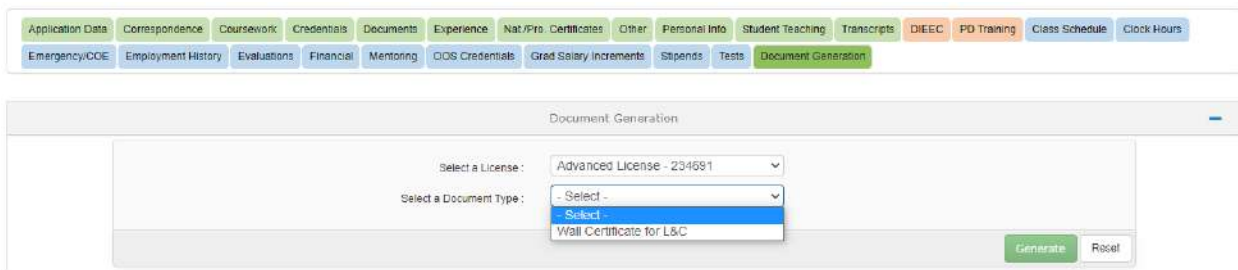 Application Data Correspondence Coursework Credentials Documents Experience Nat./Pro. Certificates Other Personal Info Student Teaching Transcripts DIEEC PD Training Class Schedule Clock Hours
Emergency/COE Employment History Evaluations Financial Mentoring OOS Credentials Grad Salary Increments Stipends Tests Document Generation
Document Generation
Select a License : Advanced License - 234691
Select a Document Type : - Select -
- Select -
Wall Certificate for L&C
Generate Reset